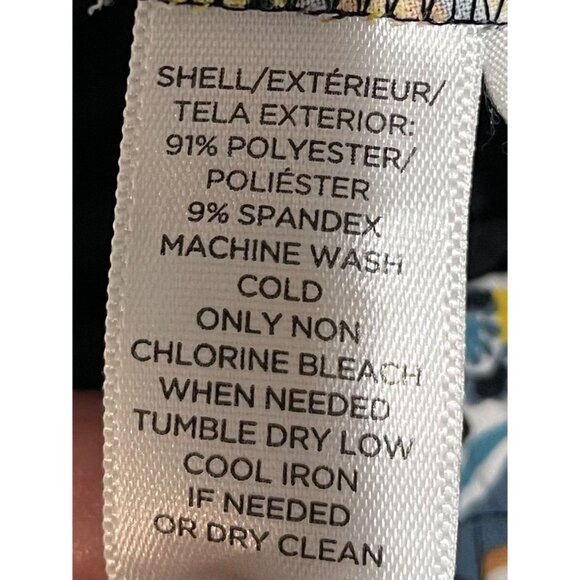 SHELL/EXTÉRIEUR/
TELA EXTERIOR:
91% POLYESTER/
POLIÉSTER
9% SPANDEX
MACHINE WASH
COLD
ONLY NON
CHLORINE BLEACH
WHEN NEEDED
TUMBLE DRY LOW
COOL IRON
IF NEEDED
OR DRY CLEAN